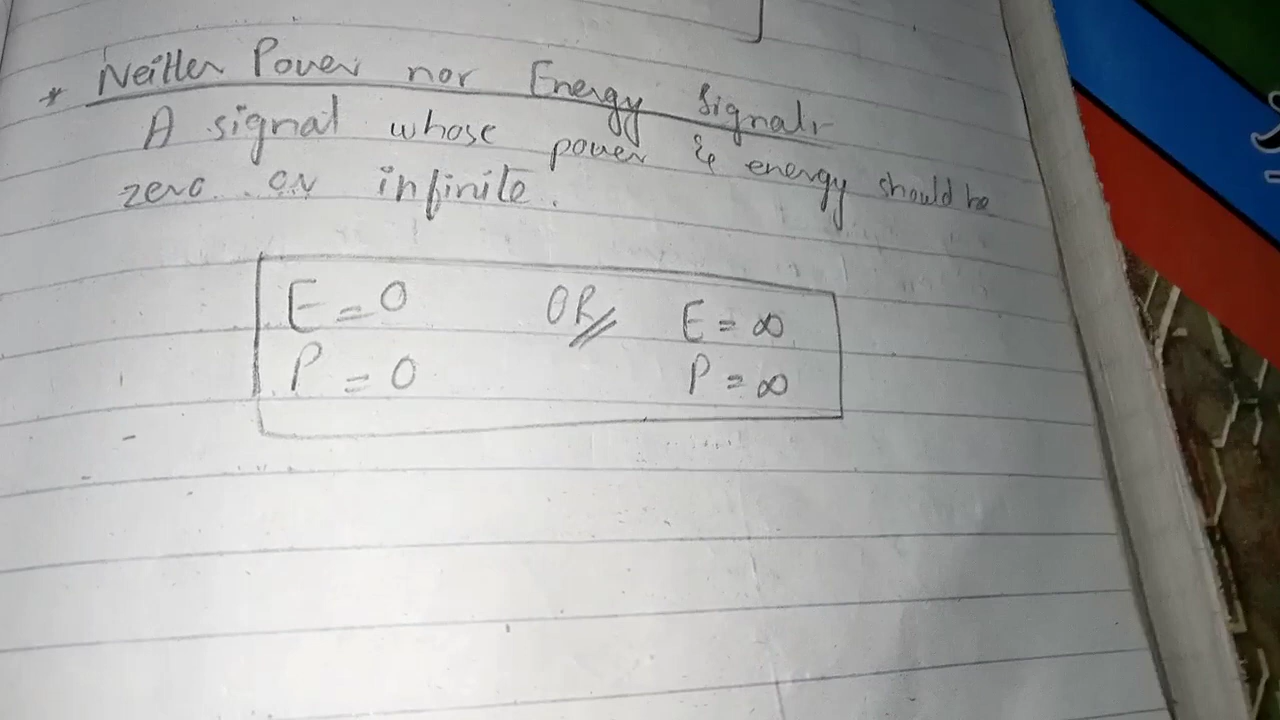 * Neither Power nor Energy Signal:-
A signal whose power & energy should be
zero or infinite.
E = 0 OR E = ∞
P = 0 P = ∞